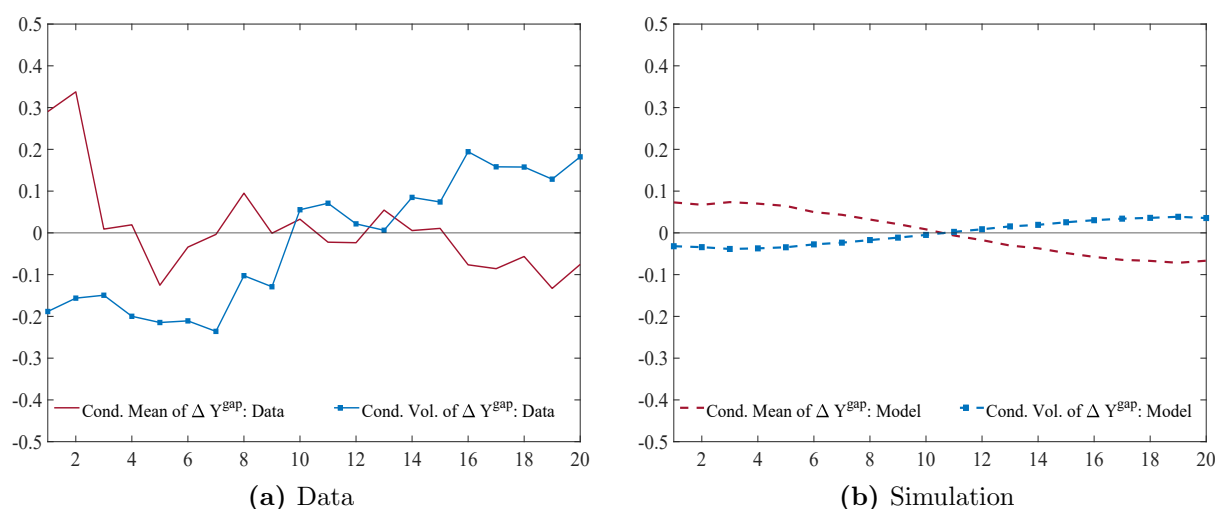 0.5
0.4
0.3
0.2
0.1
0
-0.1
-0.2
-0.3
-0.4
-0.5
Cond. Mean of Δ Y^gap: Data
Cond. Vol. of Δ Y^gap: Data
2 4 6 8 10 12 14 16 18 20
(a) Data
0.5
0.4
0.3
0.2
0.1
0
-0.1
-0.2
-0.3
-0.4
-0.5
Cond. Mean of Δ Y^gap: Model
Cond. Vol. of Δ Y^gap: Model
2 4 6 8 10 12 14 16 18 20
(b) Simulation